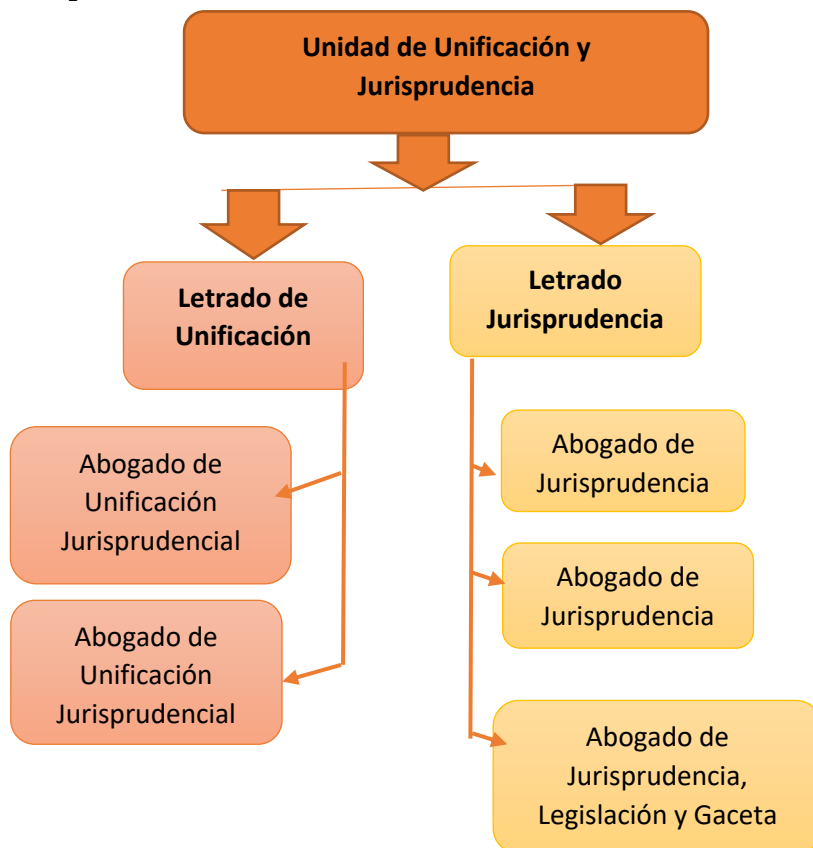 Unidad de Unificación y
Jurisprudencia
Letrado de
Unificación
Letrado
Jurisprudencia
Abogado de
Unificación
Jurisprudencial
Abogado de
Unificación
Jurisprudencial
Abogado de
Jurisprudencia
Abogado de
Jurisprudencia
Abogado de
Jurisprudencia,
Legislación y Gaceta